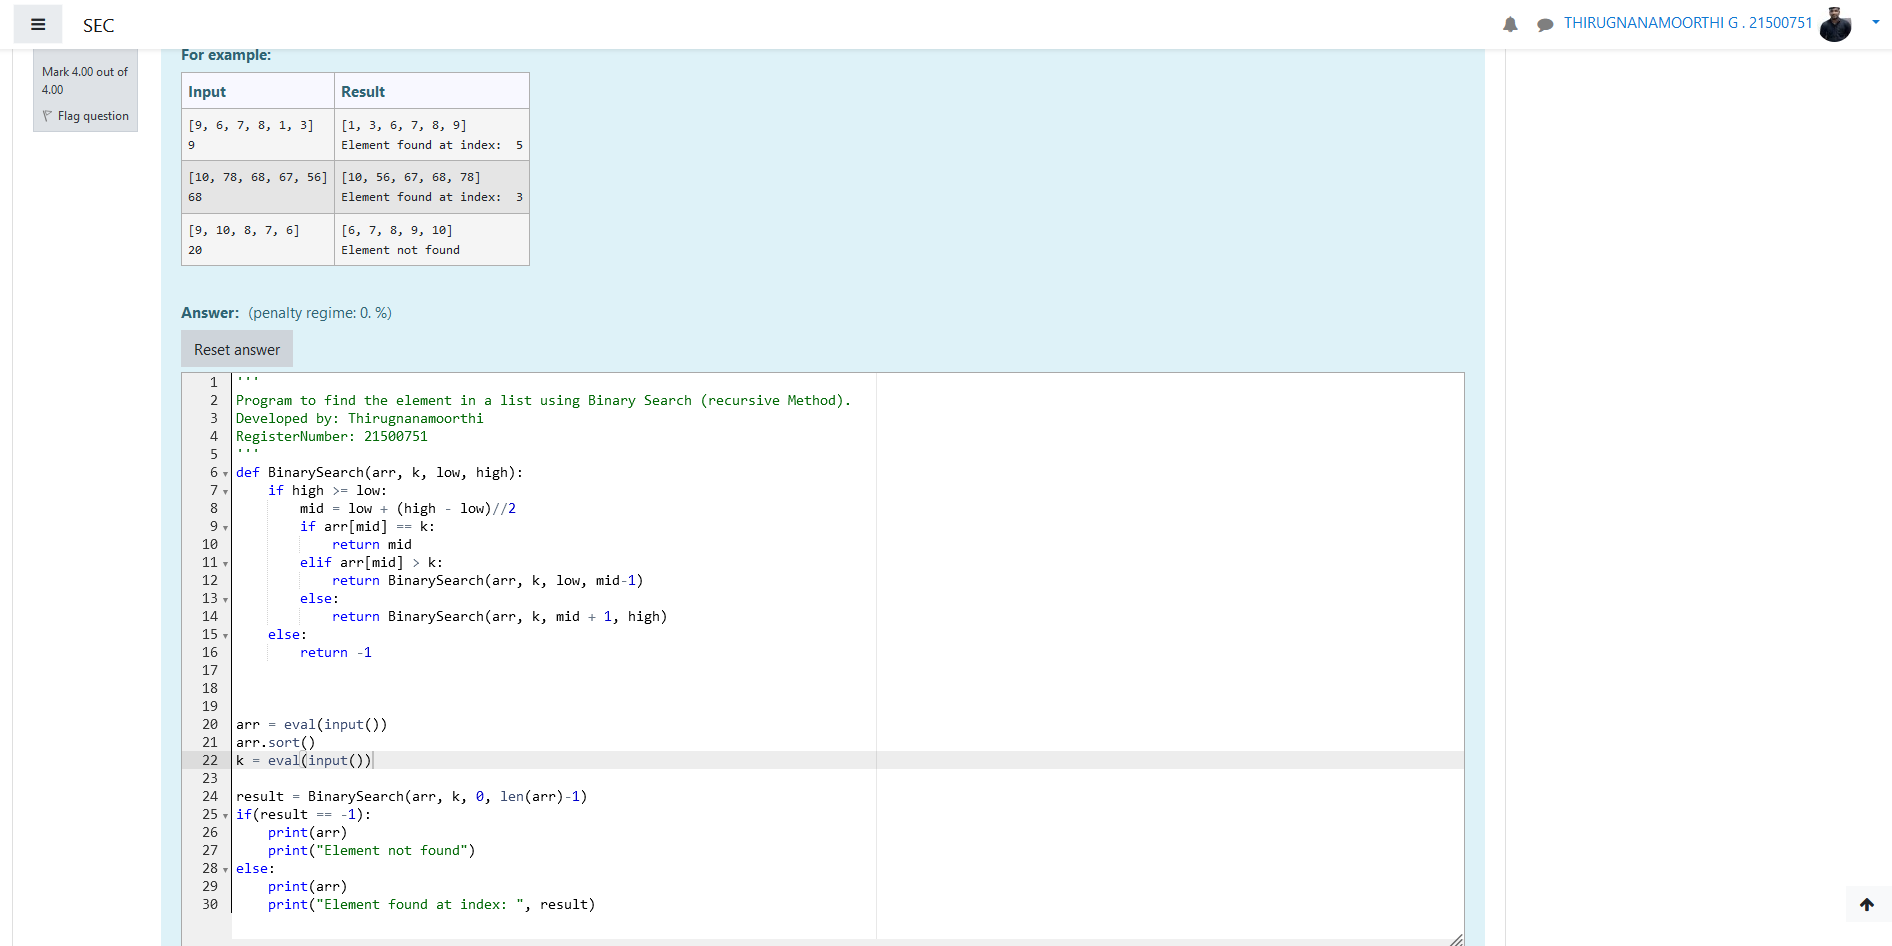 SEC
THIRUGNANAMOORTHI G . 21500751
Mark 4.00 out of
4.00
Flag question
For example:
Input Result
[9, 6, 7, 8, 1, 3] [1, 3, 6, 7, 8, 9]
9 Element found at index:  5
[10, 78, 68, 67, 56] [10, 56, 67, 68, 78]
68 Element found at index:  3
[9, 10, 8, 7, 6] [6, 7, 8, 9, 10]
20 Element not found
Answer: (penalty regime: 0. %)
Reset answer
1 '''
2 Program to find the element in a list using Binary Search (recursive Method).
3 Developed by: Thirugnanamoorthi
4 RegisterNumber: 21500751
5 '''
6 def BinarySearch(arr, k, low, high):
7     if high >= low:
8         mid = low + (high - low)//2
9         if arr[mid] == k:
10             return mid
11         elif arr[mid] > k:
12             return BinarySearch(arr, k, low, mid-1)
13         else:
14             return BinarySearch(arr, k, mid + 1, high)
15     else:
16         return -1
17
18
19
20 arr = eval(input())
21 arr.sort()
22 k = eval(input())
23
24 result = BinarySearch(arr, k, 0, len(arr)-1)
25 if(result == -1):
26     print(arr)
27     print("Element not found")
28 else:
29     print(arr)
30     print("Element found at index: ", result)